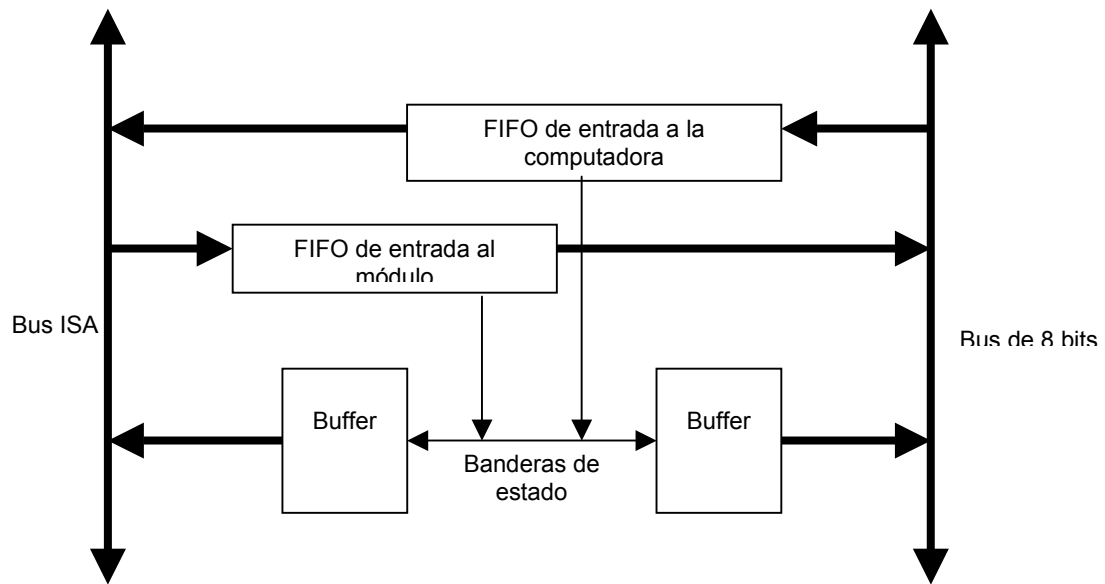 FIFO de entrada a la
computadora
FIFO de entrada al
módulo
Bus ISA
Bus de 8 bits
Buffer
Buffer
Banderas de
estado